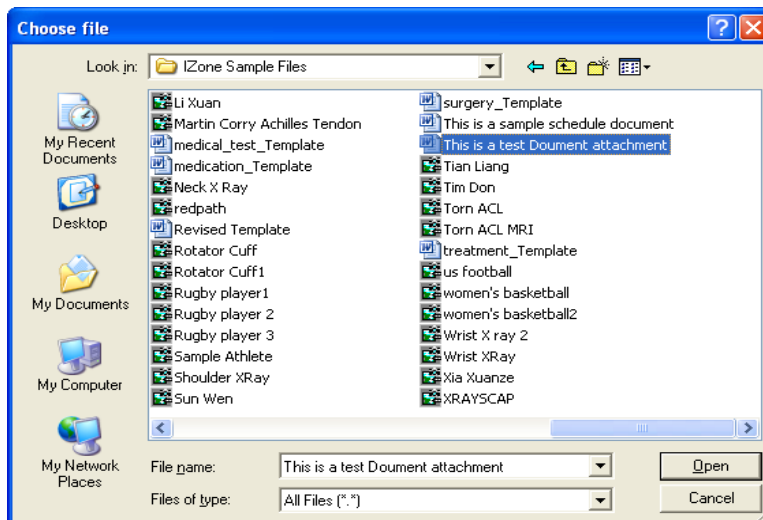 Choose file
Look in:
IZone Sample Files
My Recent
Documents
Desktop
My Documents
My Computer
My Network
Places
Li Xuan
Martin Corry Achilles Tendon
medical_test_Template
medication_Template
Neck X Ray
redpath
Revised Template
Rotator Cuff
Rotator Cuff1
Rugby player1
Rugby player 2
Rugby player 3
Sample Athlete
Shoulder XRay
Sun Wen
surgery_Template
This is a sample schedule document
This is a test Doument attachment
Tian Liang
Tim Don
Torn ACL
Torn ACL MRI
treatment_Template
us football
women's basketball
women's basketball2
Wrist X ray 2
Wrist XRay
Xia Xuanze
XRAYSCAP
File name:
This is a test Doument attachment
Open
Files of type:
All Files (*.*)
Cancel